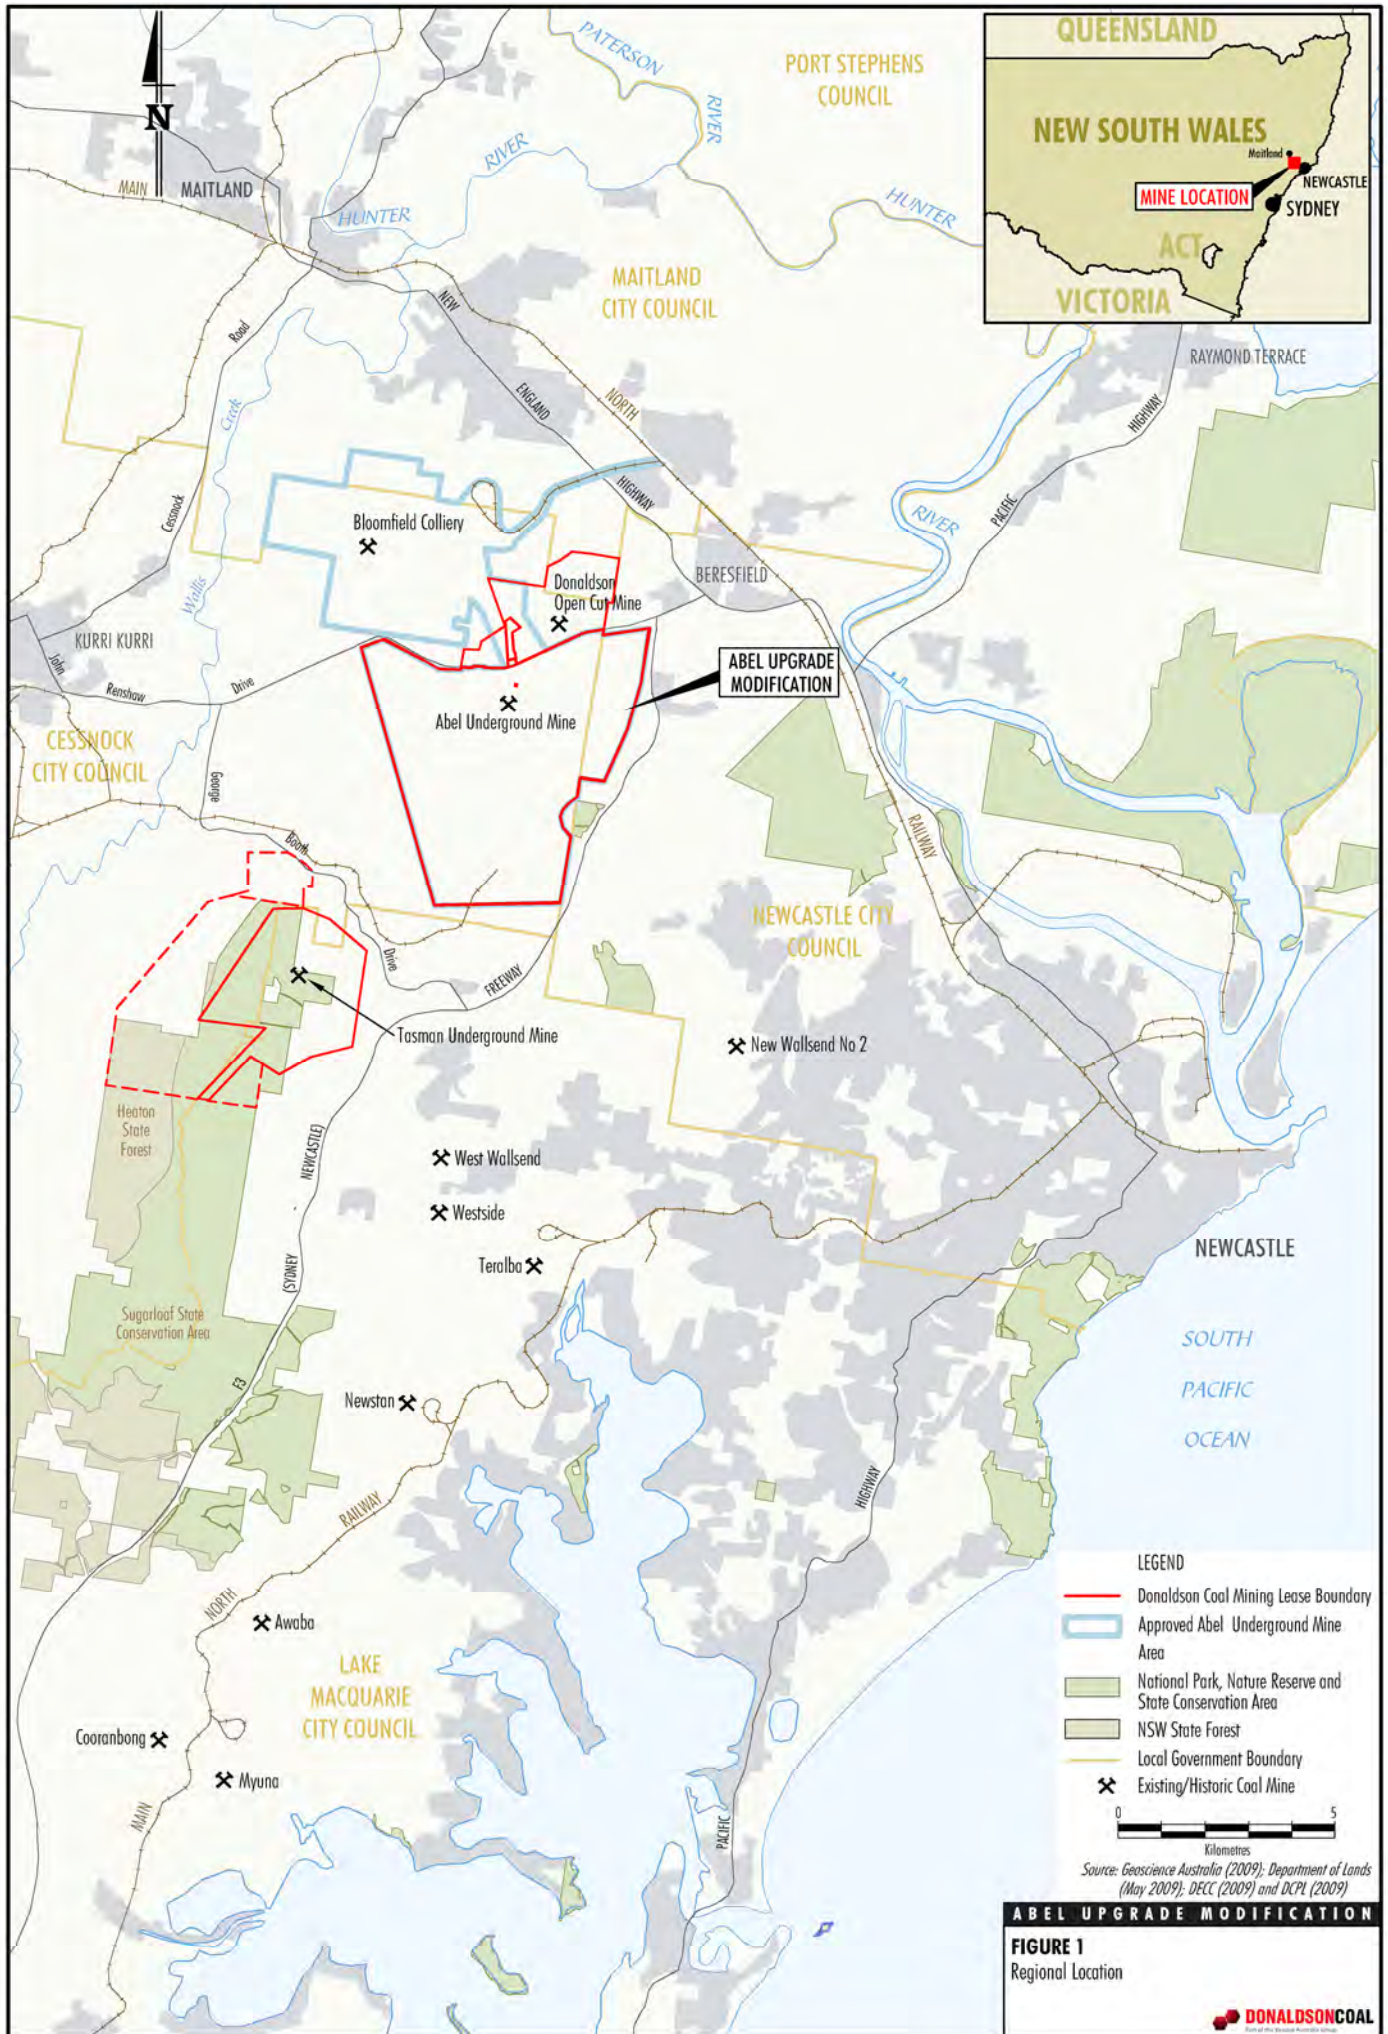 QUEENSLAND
NEW SOUTH WALES
Maitland
NEWCASTLE
MINE LOCATION
SYDNEY
ACT
VICTORIA
N
PATERSON
RIVER
PORT STEPHENS
COUNCIL
RIVER
HUNTER
HUNTER
MAIN
MAITLAND
MAITLAND
CITY COUNCIL
NEW
ENGLAND
HIGHWAY
NORTH
Road
Cessnock
Creek
Wallis
RAYMOND TERRACE
HIGHWAY
PACIFIC
RIVER
Bloomfield Colliery
BERESFIELD
Donaldson
Open Cut Mine
KURRI KURRI
John
Renshaw
Drive
ABEL UPGRADE
MODIFICATION
Abel Underground Mine
CESSNOCK
CITY COUNCIL
George
Booth
Drive
RAILWAY
NEWCASTLE CITY
COUNCIL
FREEWAY
Tasman Underground Mine
New Wallsend No 2
Heaton
State
Forest
NEWCASTLE)
(SYDNEY
West Wallsend
Westside
Teralba
NEWCASTLE
Sugarloaf State
Conservation Area
F3
SOUTH
PACIFIC
OCEAN
Newstan
RAILWAY
HIGHWAY
NORTH
Awaba
LAKE
MACQUARIE
CITY COUNCIL
Cooranbong
Myuna
MAIN
PACIFIC
LEGEND
Donaldson Coal Mining Lease Boundary
Approved Abel Underground Mine
Area
National Park, Nature Reserve and
State Conservation Area
NSW State Forest
Local Government Boundary
Existing/Historic Coal Mine
0 5
Kilometres
Source: Geoscience Australia (2009); Department of Lands
(May 2009); DECC (2009) and DCPL (2009)
ABEL UPGRADE MODIFICATION
FIGURE 1
Regional Location
DONALDSONCOAL